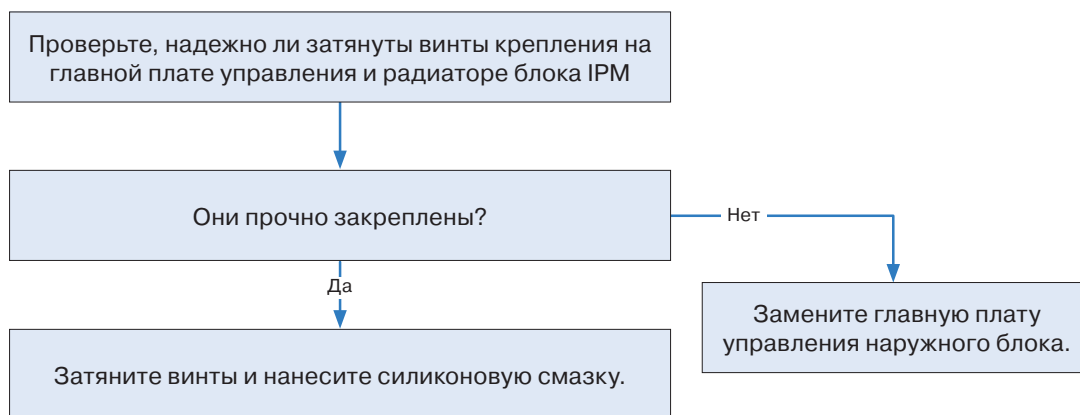 Проверьте, надежно ли затянуты винты крепления на
главной плате управления и радиаторе блока IPM
Они прочно закреплены?
Нет
Да
Замените главную плату
управления наружного блока.
Затяните винты и нанесите силиконовую смазку.